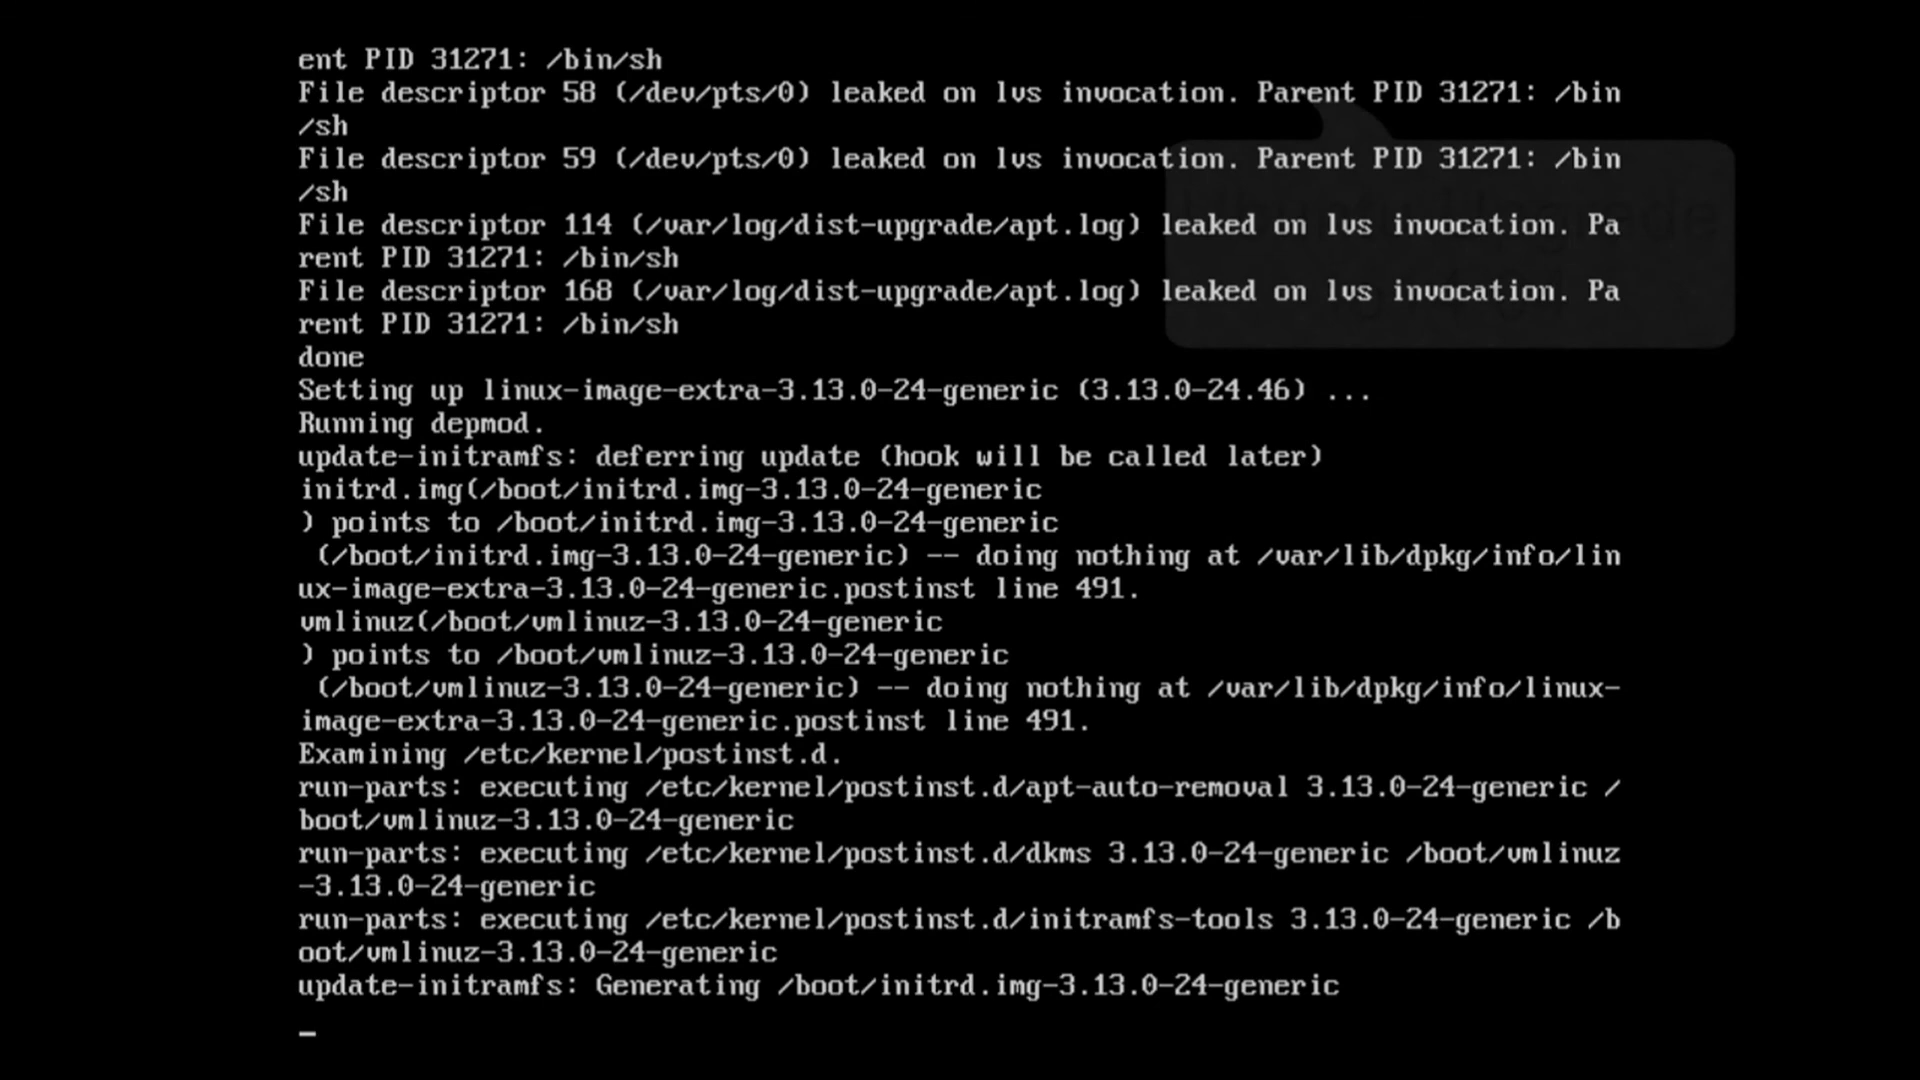 ent PID 31271: /bin/sh
File descriptor 58 (/dev/pts/0) leaked on lvs invocation. Parent PID 31271: /bin
/sh
File descriptor 59 (/dev/pts/0) leaked on lvs invocation. Parent PID 31271: /bin
/sh
File descriptor 114 (/var/log/dist-upgrade/apt.log) leaked on lvs invocation. Pa
rent PID 31271: /bin/sh
File descriptor 168 (/var/log/dist-upgrade/apt.log) leaked on lvs invocation. Pa
rent PID 31271: /bin/sh
done
Setting up linux-image-extra-3.13.0-24-generic (3.13.0-24.46) ...
Running depmod.
update-initramfs: deferring update (hook will be called later)
initrd.img(/boot/initrd.img-3.13.0-24-generic
) points to /boot/initrd.img-3.13.0-24-generic
 (/boot/initrd.img-3.13.0-24-generic) -- doing nothing at /var/lib/dpkg/info/lin
ux-image-extra-3.13.0-24-generic.postinst line 491.
vmlinuz(/boot/vmlinuz-3.13.0-24-generic
) points to /boot/vmlinuz-3.13.0-24-generic
 (/boot/vmlinuz-3.13.0-24-generic) -- doing nothing at /var/lib/dpkg/info/linux-
image-extra-3.13.0-24-generic.postinst line 491.
Examining /etc/kernel/postinst.d.
run-parts: executing /etc/kernel/postinst.d/apt-auto-removal 3.13.0-24-generic /
boot/vmlinuz-3.13.0-24-generic
run-parts: executing /etc/kernel/postinst.d/dkms 3.13.0-24-generic /boot/vmlinuz
-3.13.0-24-generic
run-parts: executing /etc/kernel/postinst.d/initramfs-tools 3.13.0-24-generic /b
oot/vmlinuz-3.13.0-24-generic
update-initramfs: Generating /boot/initrd.img-3.13.0-24-generic
_